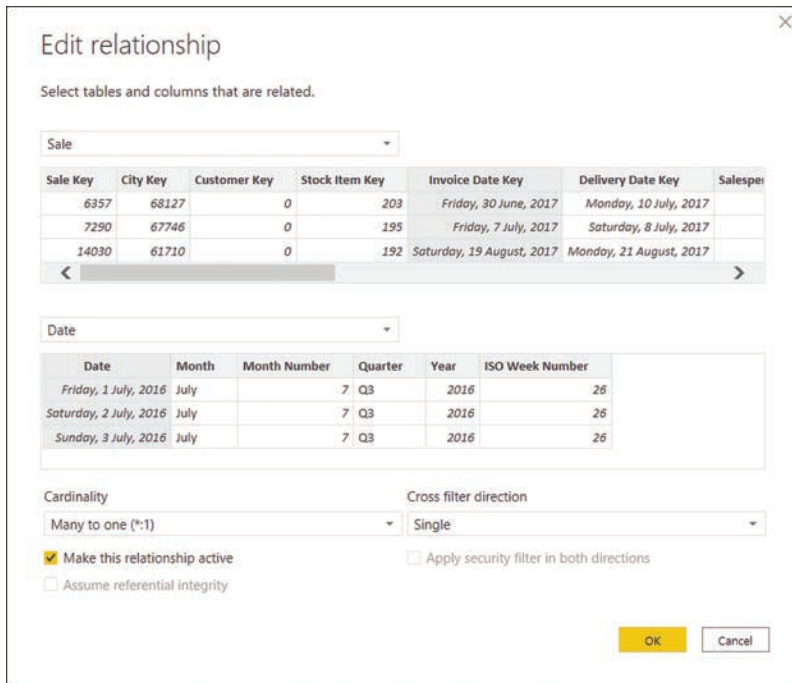 Edit relationship
Select tables and columns that are related.
Sale
Sale Key City Key Customer Key Stock Item Key Invoice Date Key Delivery Date Key Salesper
6357 68127 0 203 Friday, 30 June, 2017 Monday, 10 July, 2017
7290 67746 0 195 Friday, 7 July, 2017 Saturday, 8 July, 2017
14030 61710 0 192 Saturday, 19 August, 2017 Monday, 21 August, 2017
Date
Date Month Month Number Quarter Year ISO Week Number
Friday, 1 July, 2016 July 7 Q3 2016 26
Saturday, 2 July, 2016 July 7 Q3 2016 26
Sunday, 3 July, 2016 July 7 Q3 2016 26
Cardinality Cross filter direction
Many to one (*:1) Single
Make this relationship active Apply security filter in both directions
Assume referential integrity
OK Cancel